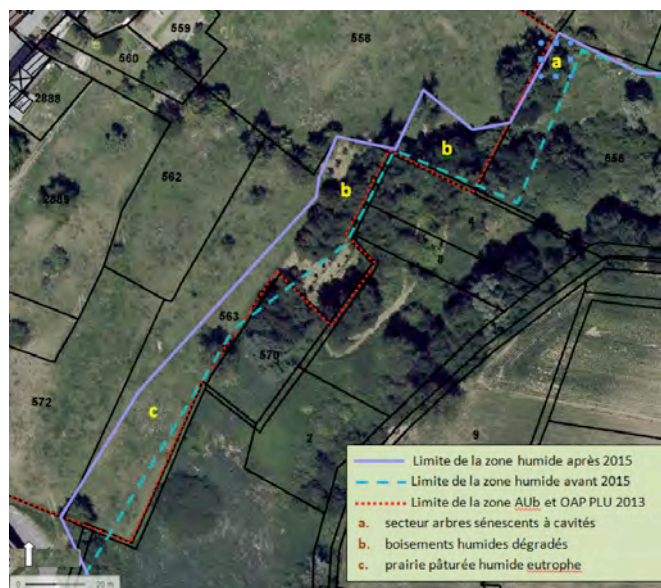 559
558
560
a
2888
b
562
b
2889
8
563
570
572
c
2
9
Limite de la zone humide après 2015
Limite de la zone humide avant 2015
Limite de la zone AUb et OAP PLU 2013
a. secteur arbres sénescents à cavités
b. boisements humides dégradés
c. prairie pâturée humide eutrophe
0 20 m